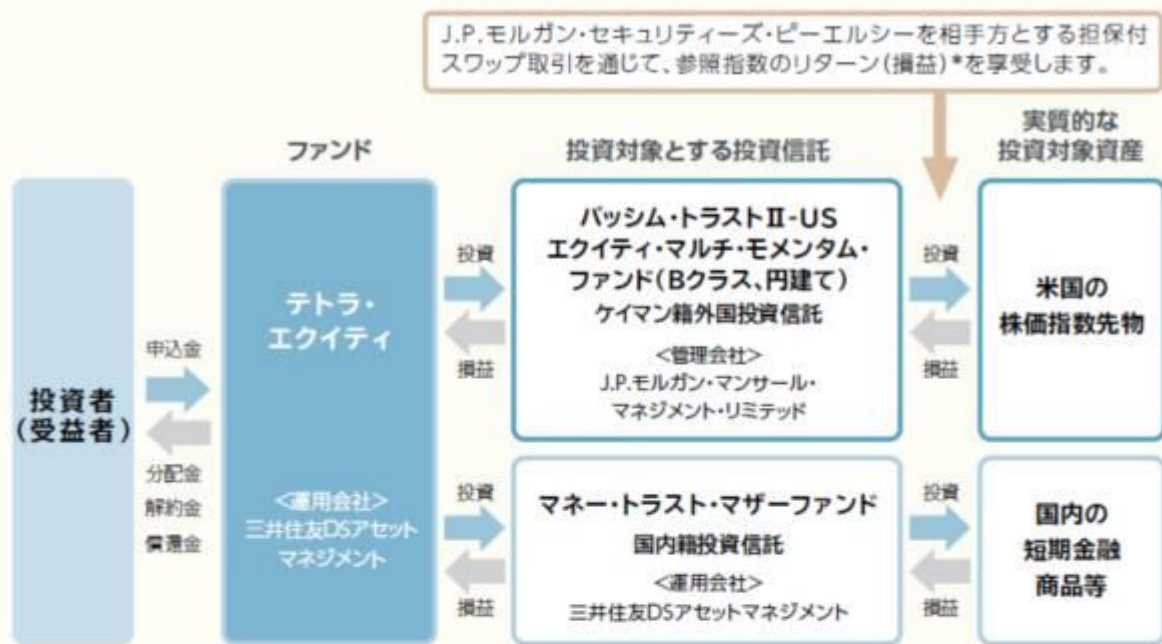 J.P.モルガン・セキュリティーズ・ピーエルシーを相手方とする担保付
スワップ取引を通じて、参照指数のリターン(損益)*を享受します。
ファンド
投資対象とする投資信託
実質的な
投資対象資産
投資者
(受益者)
申込金
分配金
解約金
償還金
テトラ・
エクイティ
<運用会社>
三井住友DSアセット
マネジメント
投資
損益
バッシム・トラストⅡ-US
エクイティ・マルチ・モメンタム・
ファンド(Bクラス、円建て)
ケイマン籍外国投資信託
<管理会社>
J.P.モルガン・マンサール・
マネジメント・リミテッド
投資
損益
米国の
株価指数先物
投資
損益
マネー・トラスト・マザーファンド
国内籍投資信託
<運用会社>
三井住友DSアセットマネジメント
投資
損益
国内の
短期金融
商品等